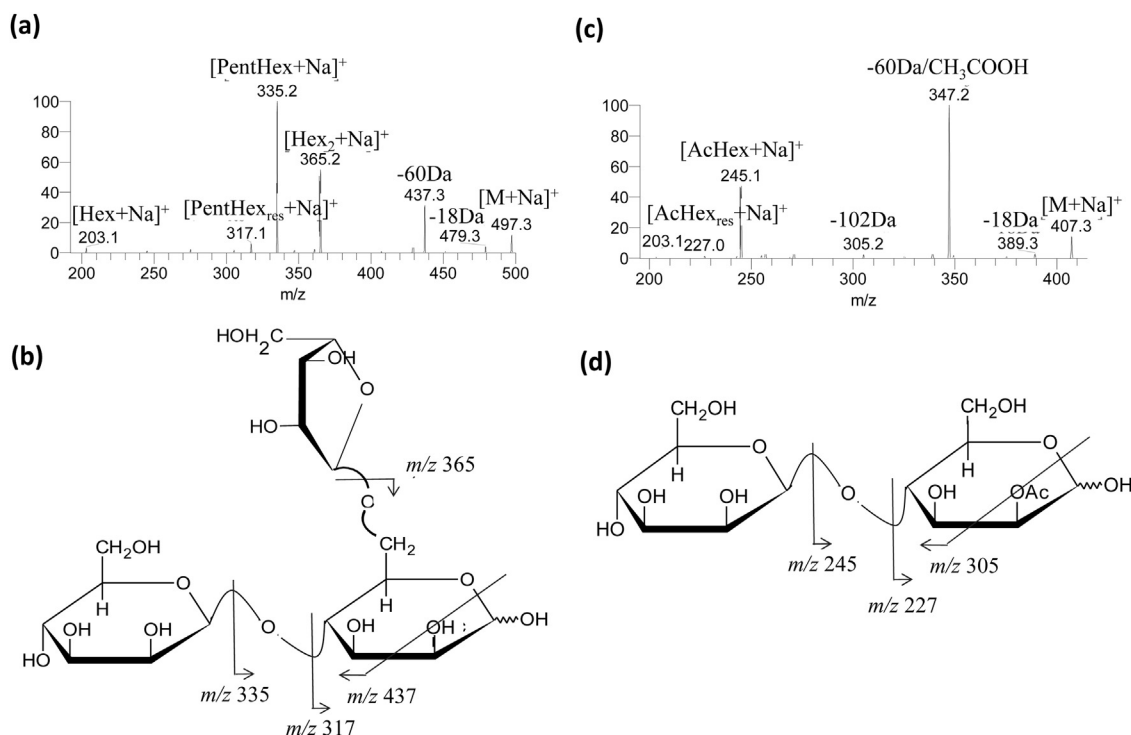 (a)
[PentHex+Na]+
335.2
[Hex2+Na]+
365.2
-60Da
437.3
[M+Na]+
497.3
-18Da
479.3
[PentHexres+Na]+
317.1
[Hex+Na]+
203.1
100
80
60
40
20
0
200 250 300 350 400 450 500
m/z
(c)
-60Da/CH3COOH
347.2
[AcHex+Na]+
245.1
[AcHexres+Na]+
203.1 227.0
-102Da
305.2
-18Da
389.3
[M+Na]+
407.3
100
80
60
40
20
0
200 250 300 350 400
m/z
(b)
HOH2C
OH
O
HO
m/z 365
O
CH2
CH2OH
O
H
OH
OH
HO
O
O
H
OH
OH
OH
m/z 335
m/z 437
m/z 317
(d)
CH2OH
O
H
OH
OH
HO
O
CH2OH
O
H
OH
OAc
OH
m/z 245
m/z 305
m/z 227